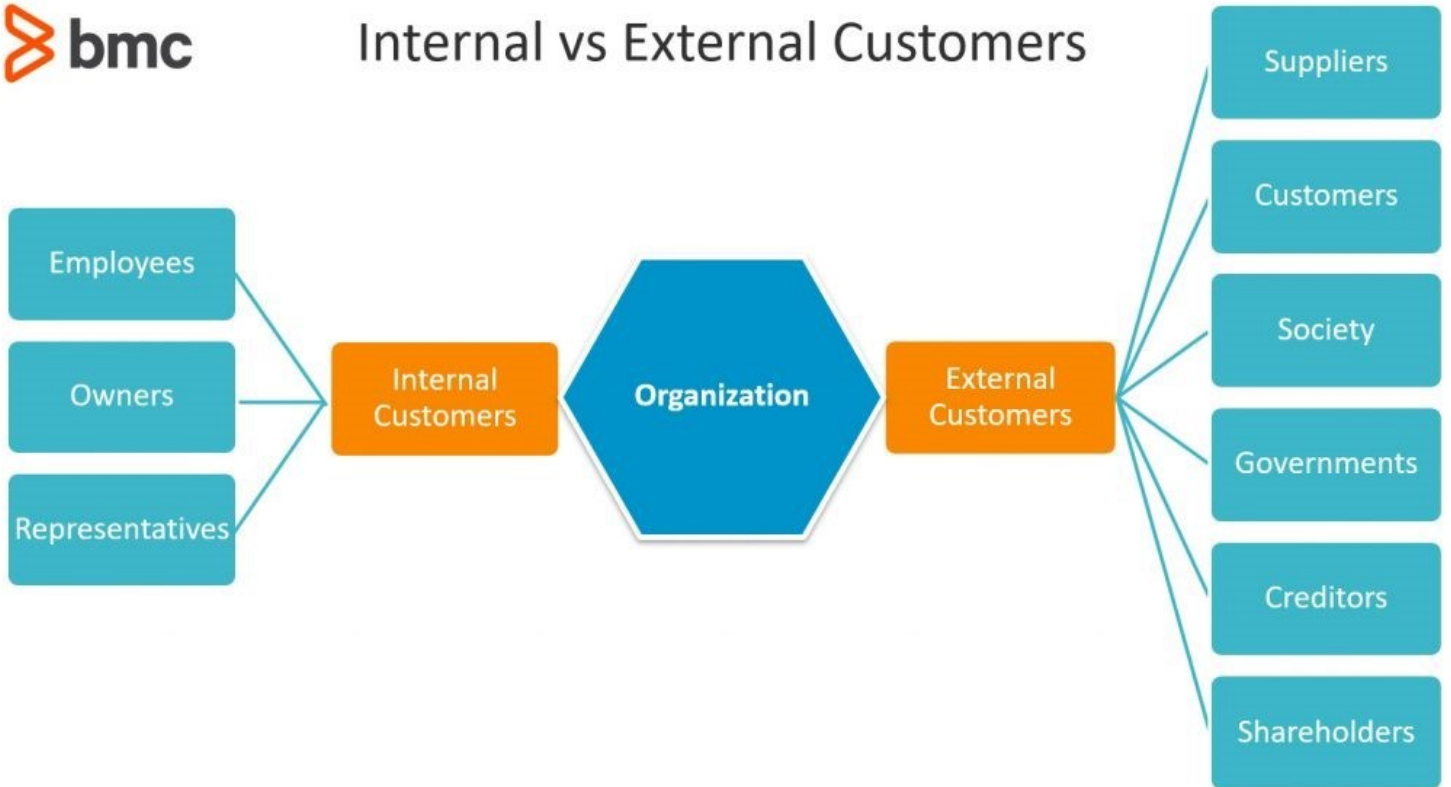 bmc
Internal vs External Customers
Employees
Owners
Representatives
Internal
Customers
Organization
External
Customers
Suppliers
Customers
Society
Governments
Creditors
Shareholders